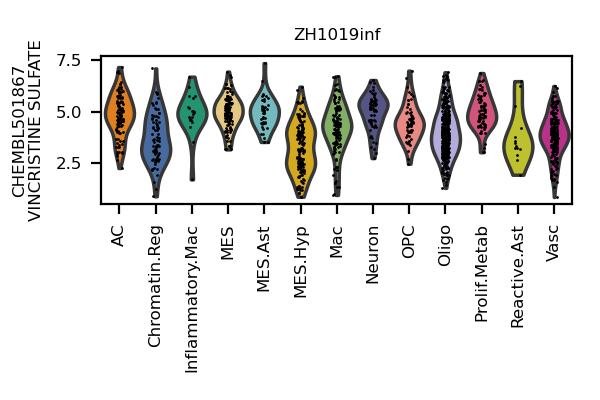 ZH1019inf
CHEMBL501867
VINCRISTINE SULFATE
7.5
5.0
2.5
AC
Chromatin.Reg
Inflammatory.Mac
MES
MES.Ast
MES.Hyp
Mac
Neuron
OPC
Oligo
Prolif.Metab
Reactive.Ast
Vasc